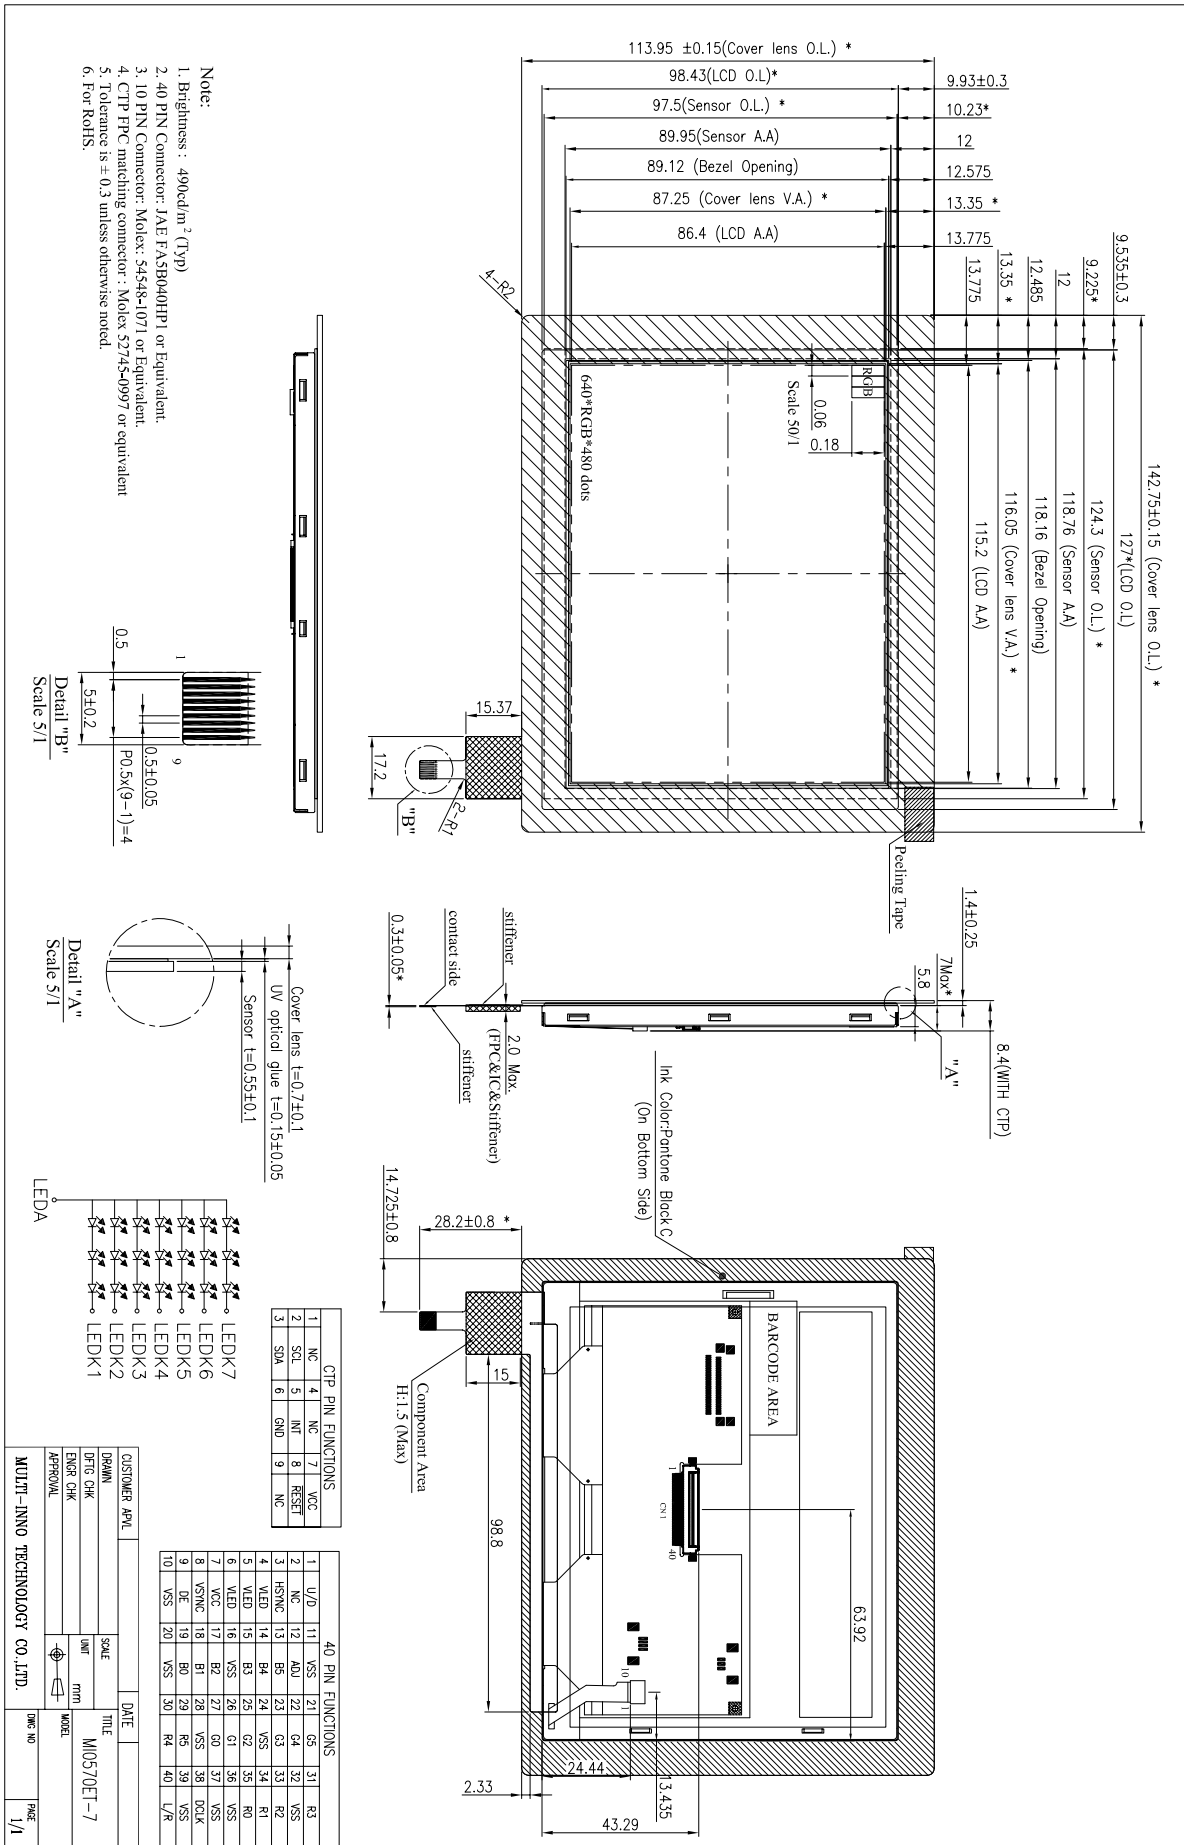 113.95 ±0.15(Cover lens O.L.) *
98.43(LCD O.L)*
97.5(Sensor O.L.) *
89.95(Sensor A.A)
89.12 (Bezel Opening)
87.25 (Cover lens V.A.) *
86.4 (LCD A.A)
9.93±0.3
10.23*
12
12.575
13.35 *
13.775
9.535±0.3
9.225*
12
12.485
13.35 *
13.775
142.75±0.15 (Cover lens O.L.) *
127*(LCD O.L)
124.3 (Sensor O.L.) *
118.76 (Sensor A.A)
118.16 (Bezel Opening)
116.05 (Cover lens V.A.) *
115.2 (LCD A.A)
4-R2
RGB
0.06
0.18
Scale 50/1
640*RGB*480 dots
15.37
17.2
2-R1
"B"
Peeling Tape
Note:
1. Brightness : 490cd/m² (Typ)
2. 40 PIN Connector: JAE FA5B040HP1 or Equivalent.
3. 10 PIN Connector: Molex: 54548-1071 or Equivalent.
4. CTP FPC matching connector : Molex 52745-0997 or equivalent
5. Tolerance is ± 0.3 unless otherwise noted.
6. For RoHS.
1
9
0.5
5±0.2
0.5±0.05
P0.5x(9-1)=4
Detail "B"
Scale 5/1
1.4±0.25
7Max*
5.8
8.4(WITH CTP)
"A"
stiffener
contact side
0.3±0.05*
2.0 Max.
(FPC&IC&Stiffener)
stiffener
Cover lens t=0.7±0.1
UV optical glue t=0.15±0.05
Sensor t=0.55±0.1
Detail "A"
Scale 5/1
Ink Color:Pantone Black C
(On Bottom Side)
14.725±0.8
28.2±0.8 *
15
Component Area
H:1.5 (Max)
98.8
BARCODE AREA
1
CN1
40
63.92
10
1
13.435
24.44
43.29
2.33
LEDA
LEDK7
LEDK6
LEDK5
LEDK4
LEDK3
LEDK2
LEDK1
CTP PIN FUNCTIONS
1 NC 4 NC 7 VCC
2 SCL 5 INT 8 RESET
3 SDA 6 GND 9 NC
40 PIN FUNCTIONS
1 U/D 11 VSS 21 G5 31 R3
2 NC 12 ADJ 22 G4 32 VSS
3 HSYNC 13 B5 23 G3 33 R2
4 VLED 14 B4 24 VSS 34 R1
5 VLED 15 B3 25 G2 35 R0
6 VLED 16 VSS 26 G1 36 VSS
7 VCC 17 B2 27 G0 37 VSS
8 VSYNC 18 B1 28 VSS 38 DCLK
9 DE 19 B0 29 R5 39 VSS
10 VSS 20 VSS 30 R4 40 L/R
CUSTOMER APVL
DATE
DRAWN
DFTG CHK
ENGR CHK
APPROVAL
SCALE
UNIT
mm
TITLE
MI0570ET-7
MODEL
MULTI-INNO TECHNOLOGY CO.,LTD.
DWG NO
PAGE
1/1